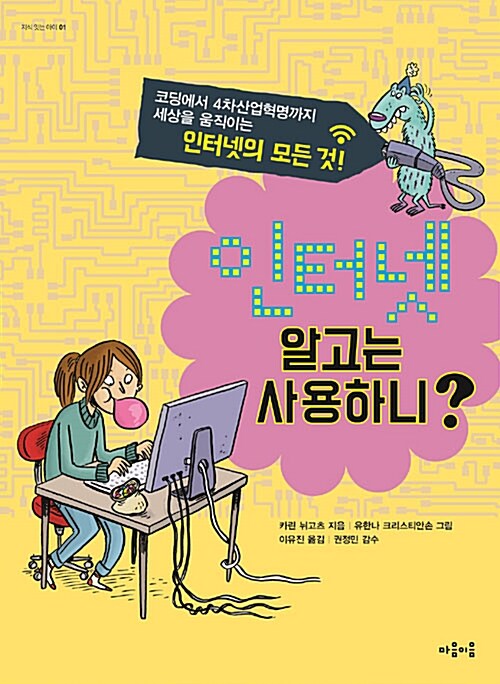 지식 잇는 아이 01
코딩에서 4차산업혁명까지
세상을 움직이는
인터넷의 모든 것!
인터넷
알고는
사용하니?
카린 뉘고츠 지음 | 유한나 크리스티안손 그림
이유진 옮김 | 권정민 감수
마음이음